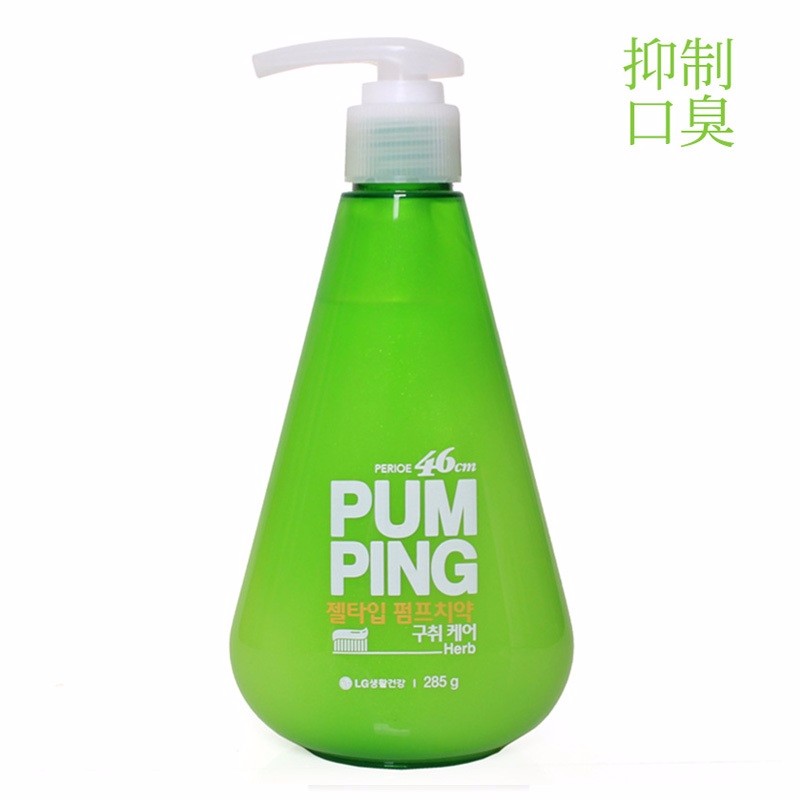 抑制
口臭
PERIOE 46cm
PUM
PING
젤타입 펌프치약
구취 케어
Herb
LG생활건강 | 285 g